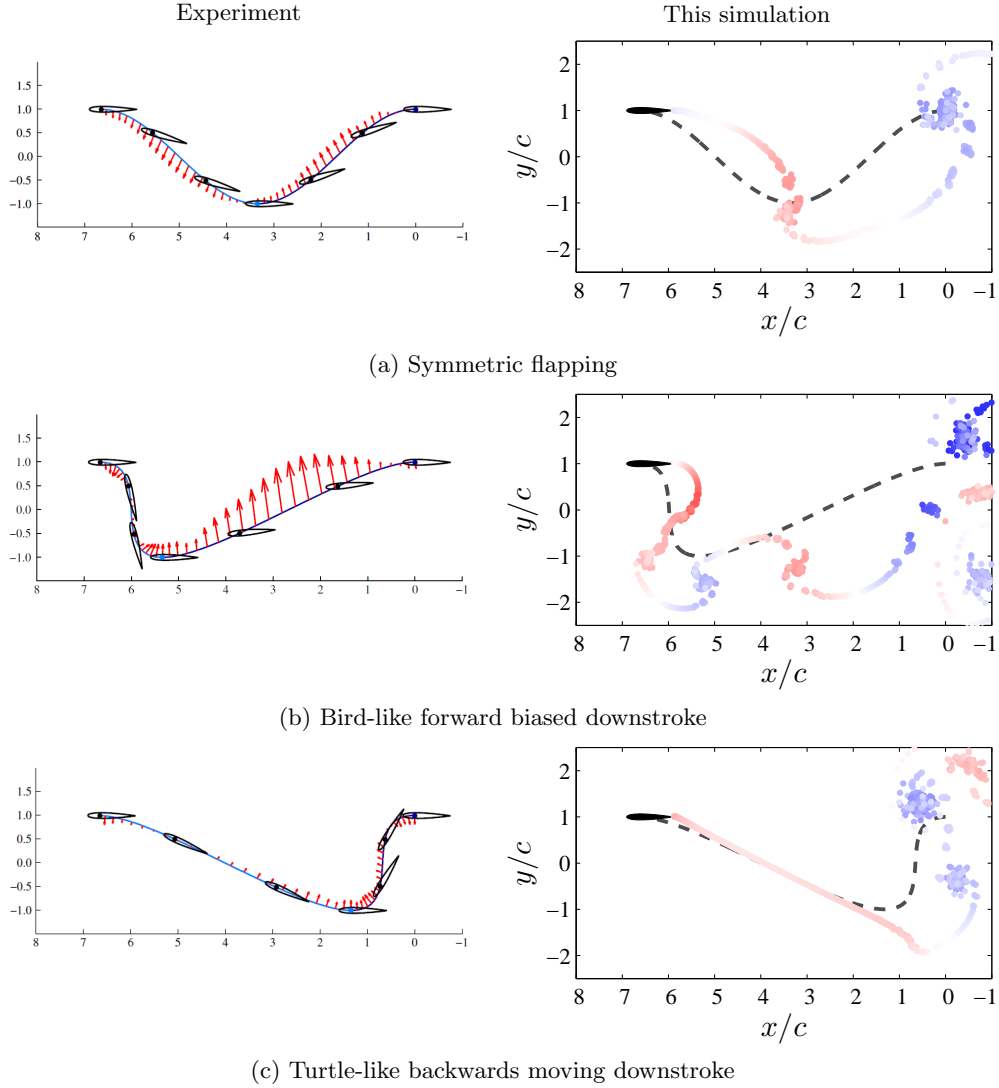 Experiment
This simulation
1.5
1.0
0.5
0.0
−0.5
−1.0
8 7 6 5 4 3 2 1 0 −1
2
1
0
−1
−2
y/c
8 7 6 5 4 3 2 1 0 −1
x/c
(a) Symmetric flapping
1.5
1.0
0.5
0.0
−0.5
−1.0
8 7 6 5 4 3 2 1 0 −1
2
1
0
−1
−2
y/c
8 7 6 5 4 3 2 1 0 −1
x/c
(b) Bird-like forward biased downstroke
1.5
1.0
0.5
0.0
−0.5
−1.0
8 7 6 5 4 3 2 1 0 −1
2
1
0
−1
−2
y/c
8 7 6 5 4 3 2 1 0 −1
x/c
(c) Turtle-like backwards moving downstroke